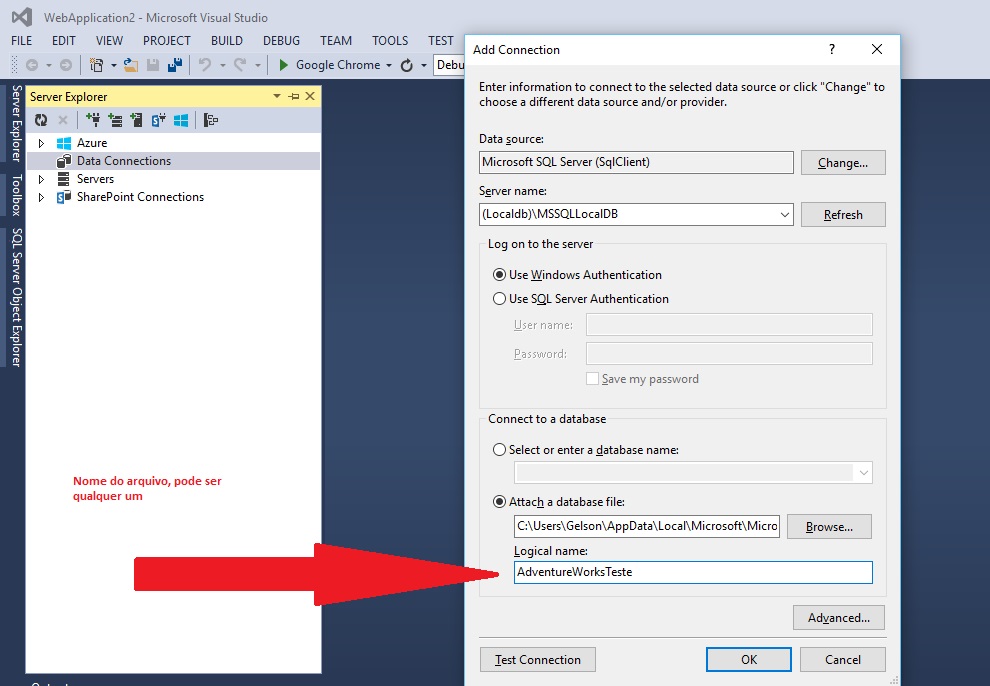 WebApplication2 - Microsoft Visual Studio
FILE EDIT VIEW PROJECT BUILD DEBUG TEAM TOOLS TEST
Google Chrome Debu
Server Explorer
Toolbox
SQL Server Object Explorer
Server Explorer
Azure
Data Connections
Servers
SharePoint Connections
Nome do arquivo, pode ser
qualquer um
Add Connection
Enter information to connect to the selected data source or click "Change" to
choose a different data source and/or provider.
Data source:
Microsoft SQL Server (SqlClient) Change...
Server name:
(Localdb)\MSSQLLocalDB Refresh
Log on to the server
Use Windows Authentication
Use SQL Server Authentication
User name:
Password:
Save my password
Connect to a database
Select or enter a database name:
Attach a database file:
C:\Users\Gelson\AppData\Local\Microsoft\Micro Browse...
Logical name:
AdventureWorksTeste
Advanced...
Test Connection OK Cancel